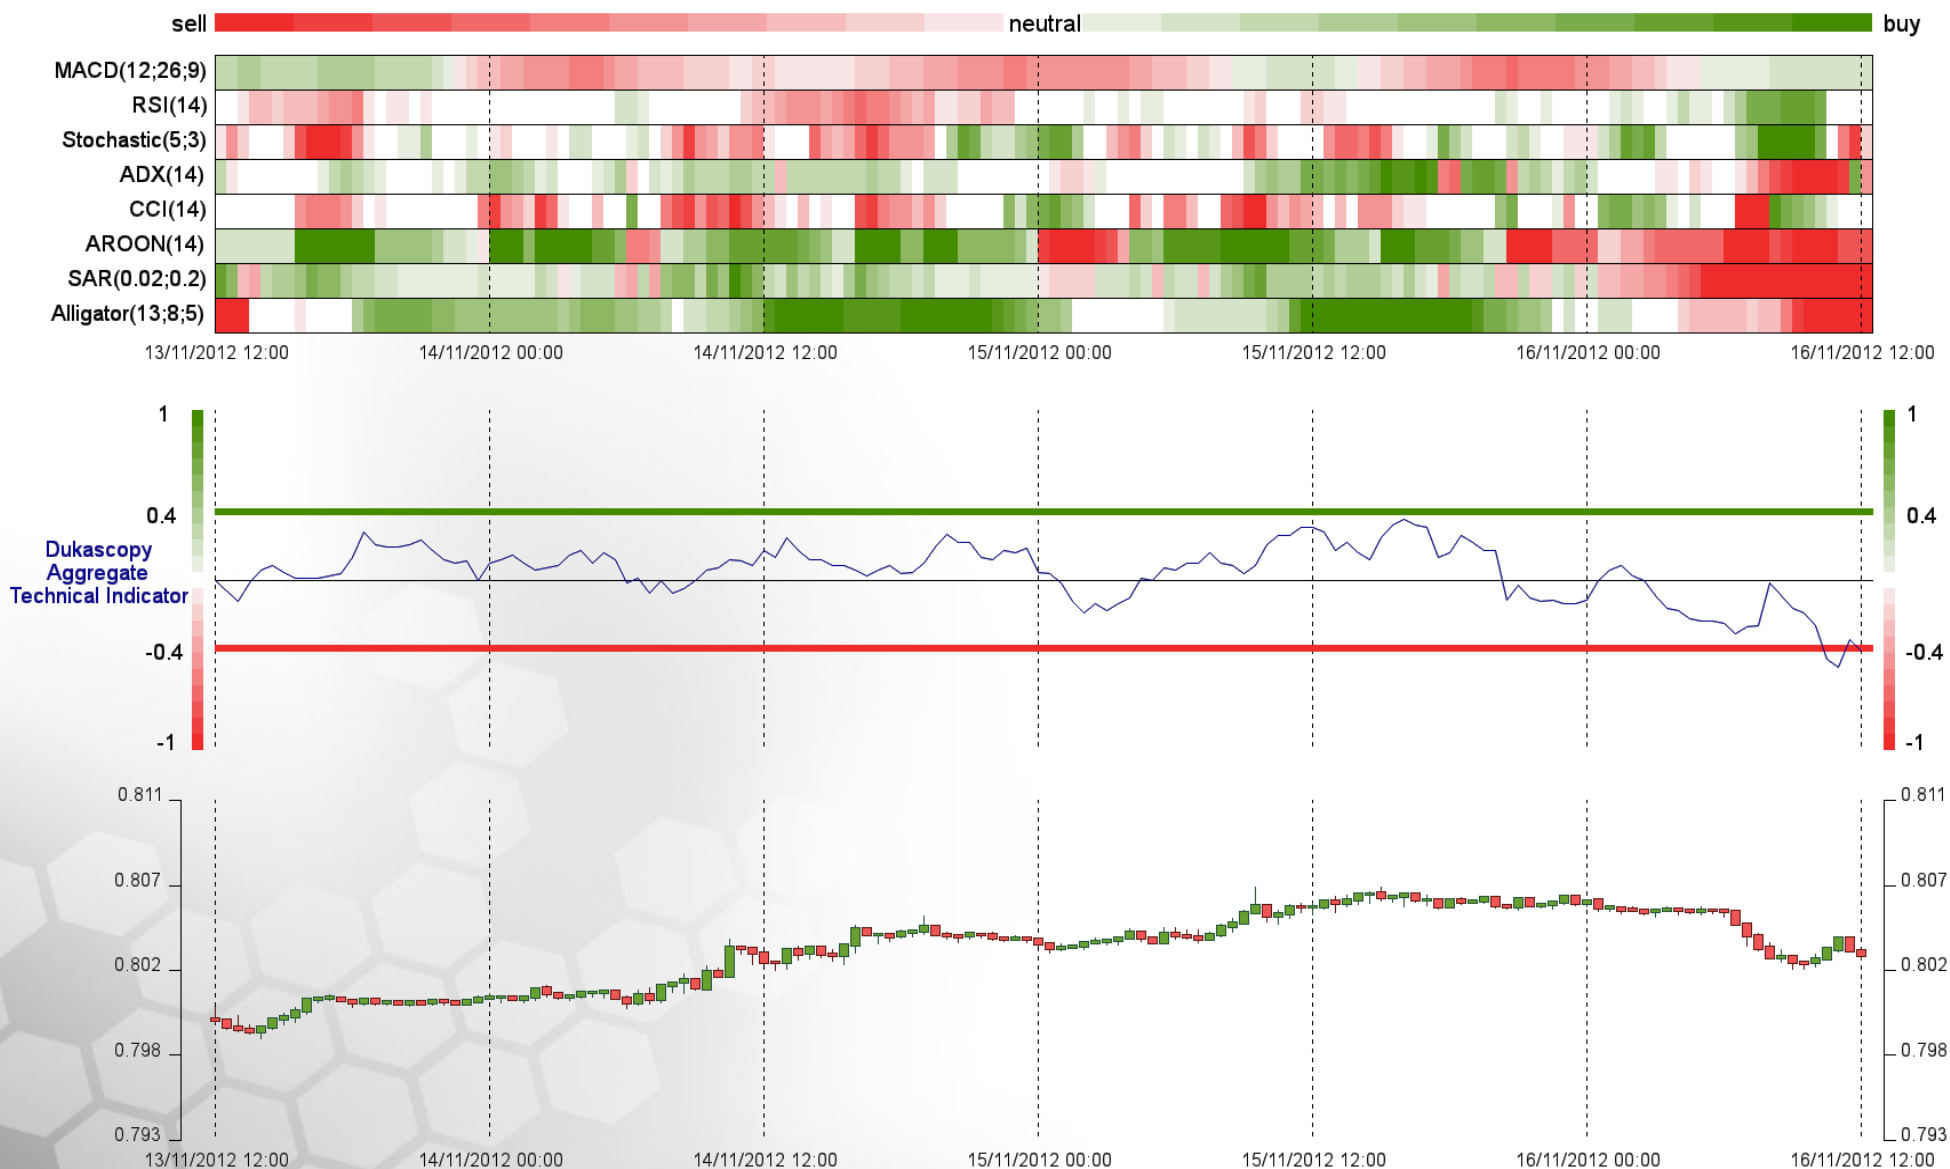 sell neutral buy
MACD(12;26;9)
RSI(14)
Stochastic(5;3)
ADX(14)
CCI(14)
AROON(14)
SAR(0.02;0.2)
Alligator(13;8;5)
13/11/2012 12:00 14/11/2012 00:00 14/11/2012 12:00 15/11/2012 00:00 15/11/2012 12:00 16/11/2012 00:00 16/11/2012 12:00
1 1
0.4 0.4
Dukascopy
Aggregate
Technical Indicator
-0.4 -0.4
-1 -1
0.811 0.811
0.807 0.807
0.802 0.802
0.798 0.798
0.793 0.793
13/11/2012 12:00 14/11/2012 00:00 14/11/2012 12:00 15/11/2012 00:00 15/11/2012 12:00 16/11/2012 00:00 16/11/2012 12:00